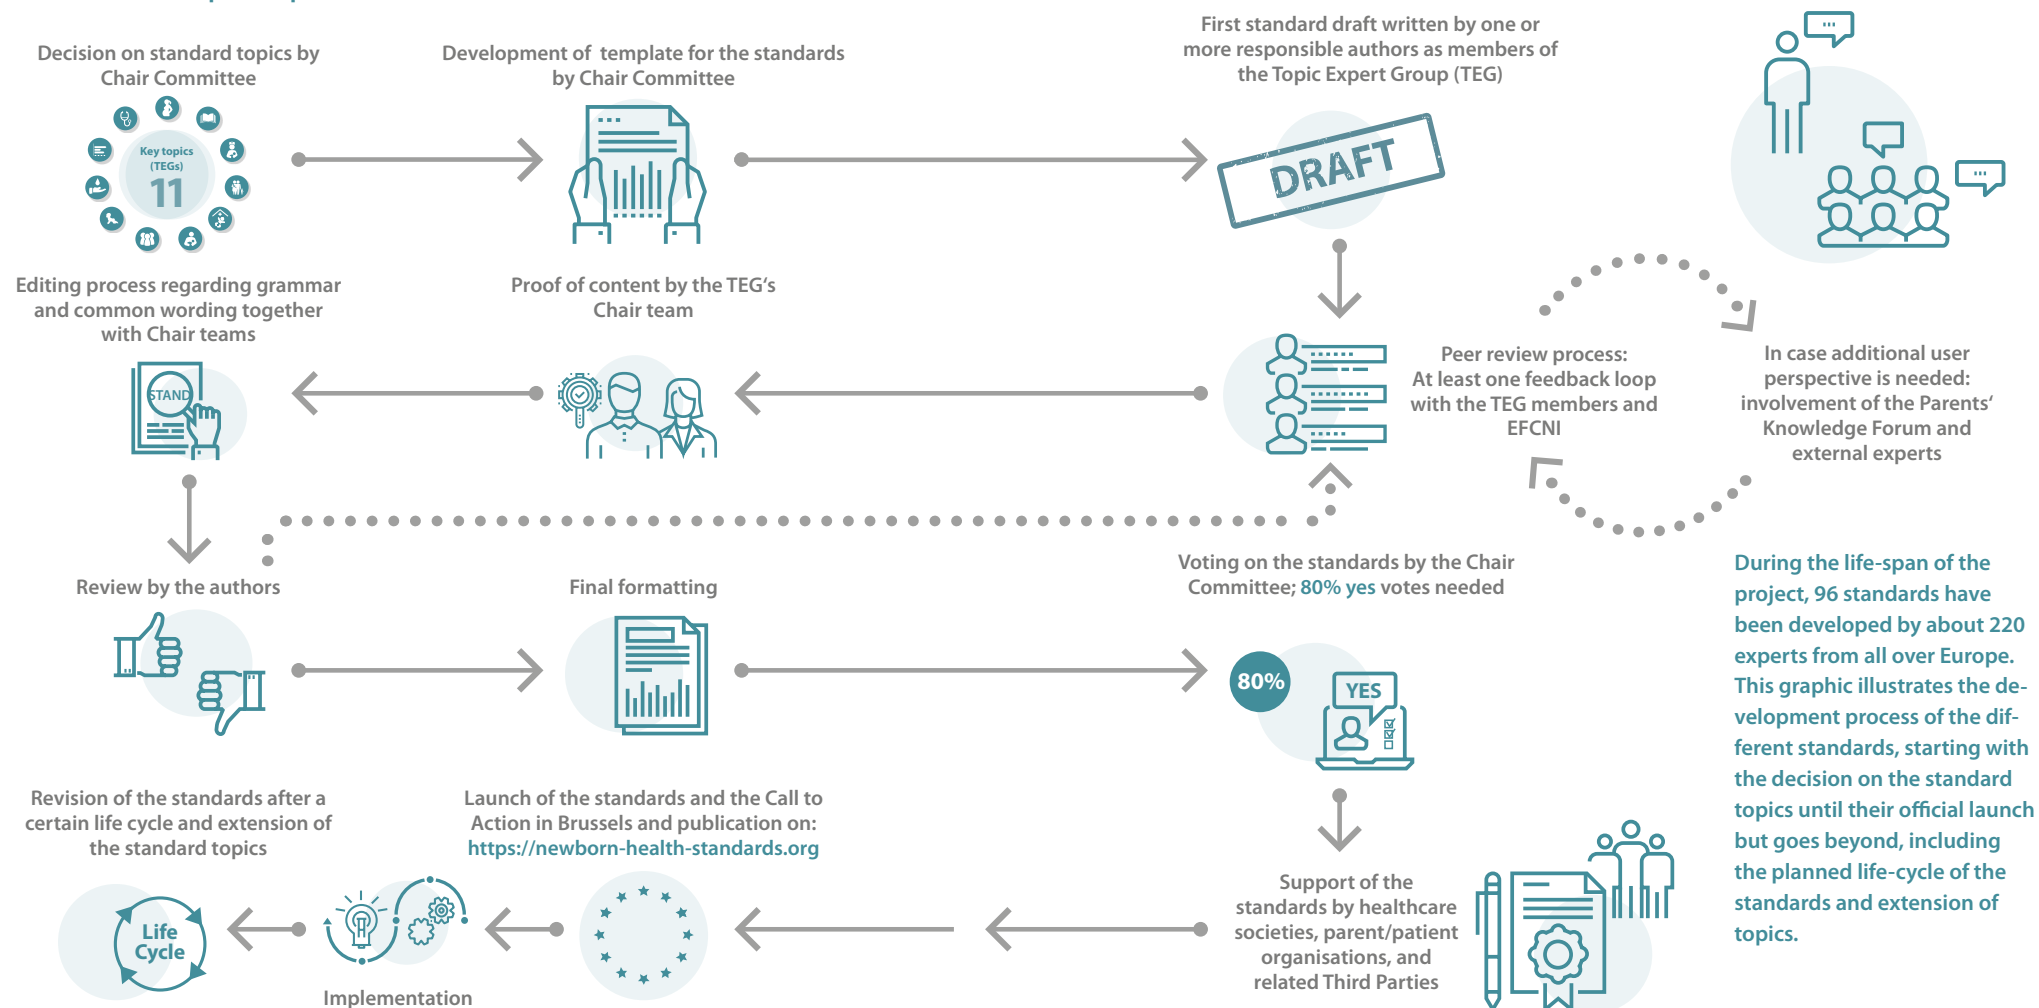 Decision on standard topics by
Chair Committee
Key topics
(TEGs)
11
Development of template for the standards
by Chair Committee
First standard draft written by one or
more responsible authors as members of
the Topic Expert Group (TEG)
DRAFT
Editing process regarding grammar
and common wording together
with Chair teams
STAND
Proof of content by the TEG‘s
Chair team
Peer review process:
At least one feedback loop
with the TEG members and
EFCNI
In case additional user
perspective is needed:
involvement of the Parents‘
Knowledge Forum and
external experts
Review by the authors
Final formatting
Voting on the standards by the Chair
Committee; 80% yes votes needed
80%
YES
During the life-span of the
project, 96 standards have
been developed by about 220
experts from all over Europe.
This graphic illustrates the de-
velopment process of the dif-
ferent standards, starting with
the decision on the standard
topics until their official launch
but goes beyond, including
the planned life-cycle of the
standards and extension of
topics.
Revision of the standards after a
certain life cycle and extension of
the standard topics
Life
Cycle
Implementation
Launch of the standards and the Call to
Action in Brussels and publication on:
https://newborn-health-standards.org
Support of the
standards by healthcare
societies, parent/patient
organisations, and
related Third Parties